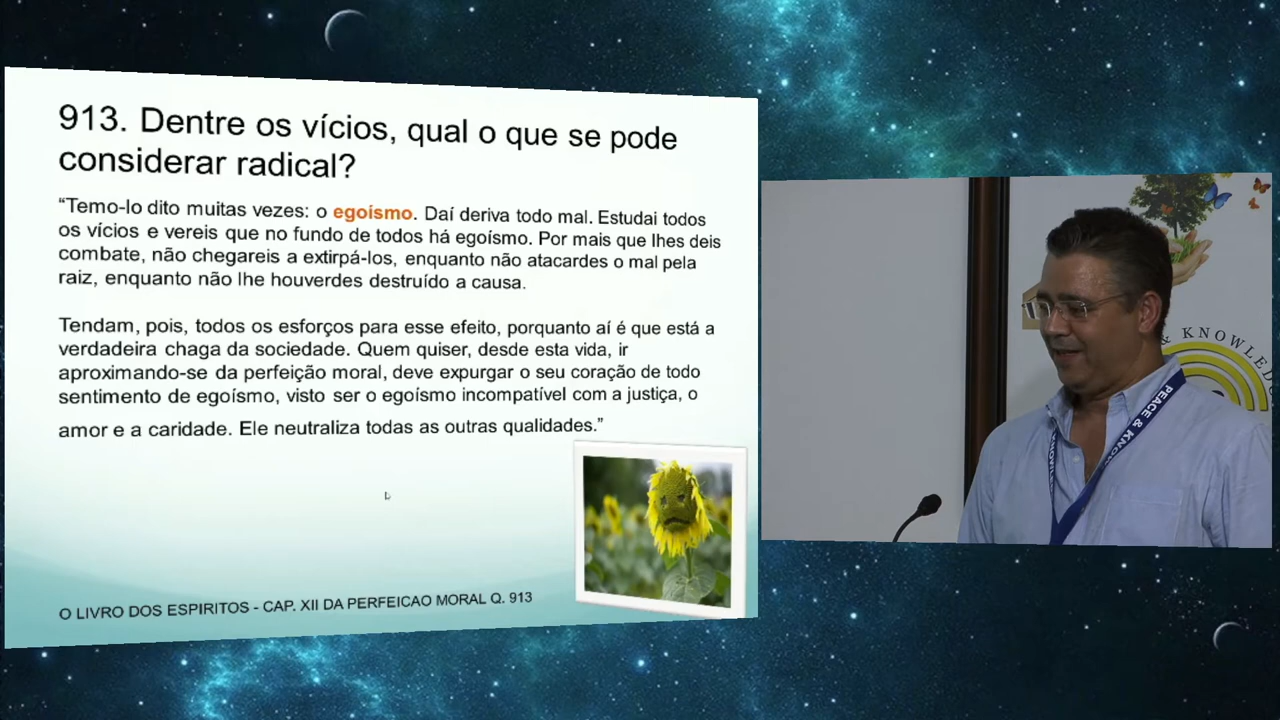 913. Dentre os vícios, qual o que se pode
considerar radical?
“Temo-lo dito muitas vezes: o egoísmo. Daí deriva todo mal. Estudai todos
os vícios e vereis que no fundo de todos há egoísmo. Por mais que lhes deis
combate, não chegareis a extirpá-los, enquanto não atacardes o mal pela
raiz, enquanto não lhe houverdes destruído a causa.
Tendam, pois, todos os esforços para esse efeito, porquanto aí é que está a
verdadeira chaga da sociedade. Quem quiser, desde esta vida, ir
aproximando-se da perfeição moral, deve expurgar o seu coração de todo
sentimento de egoísmo, visto ser o egoísmo incompatível com a justiça, o
amor e a caridade. Ele neutraliza todas as outras qualidades.”
O LIVRO DOS ESPIRITOS - CAP. XII DA PERFEICAO MORAL Q. 913
& KNOWLED
PEACE & KNOW